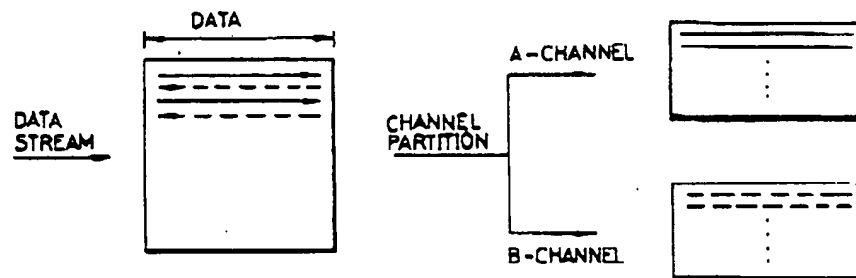 DATA
DATA
STREAM
CHANNEL
PARTITION
A-CHANNEL
B-CHANNEL